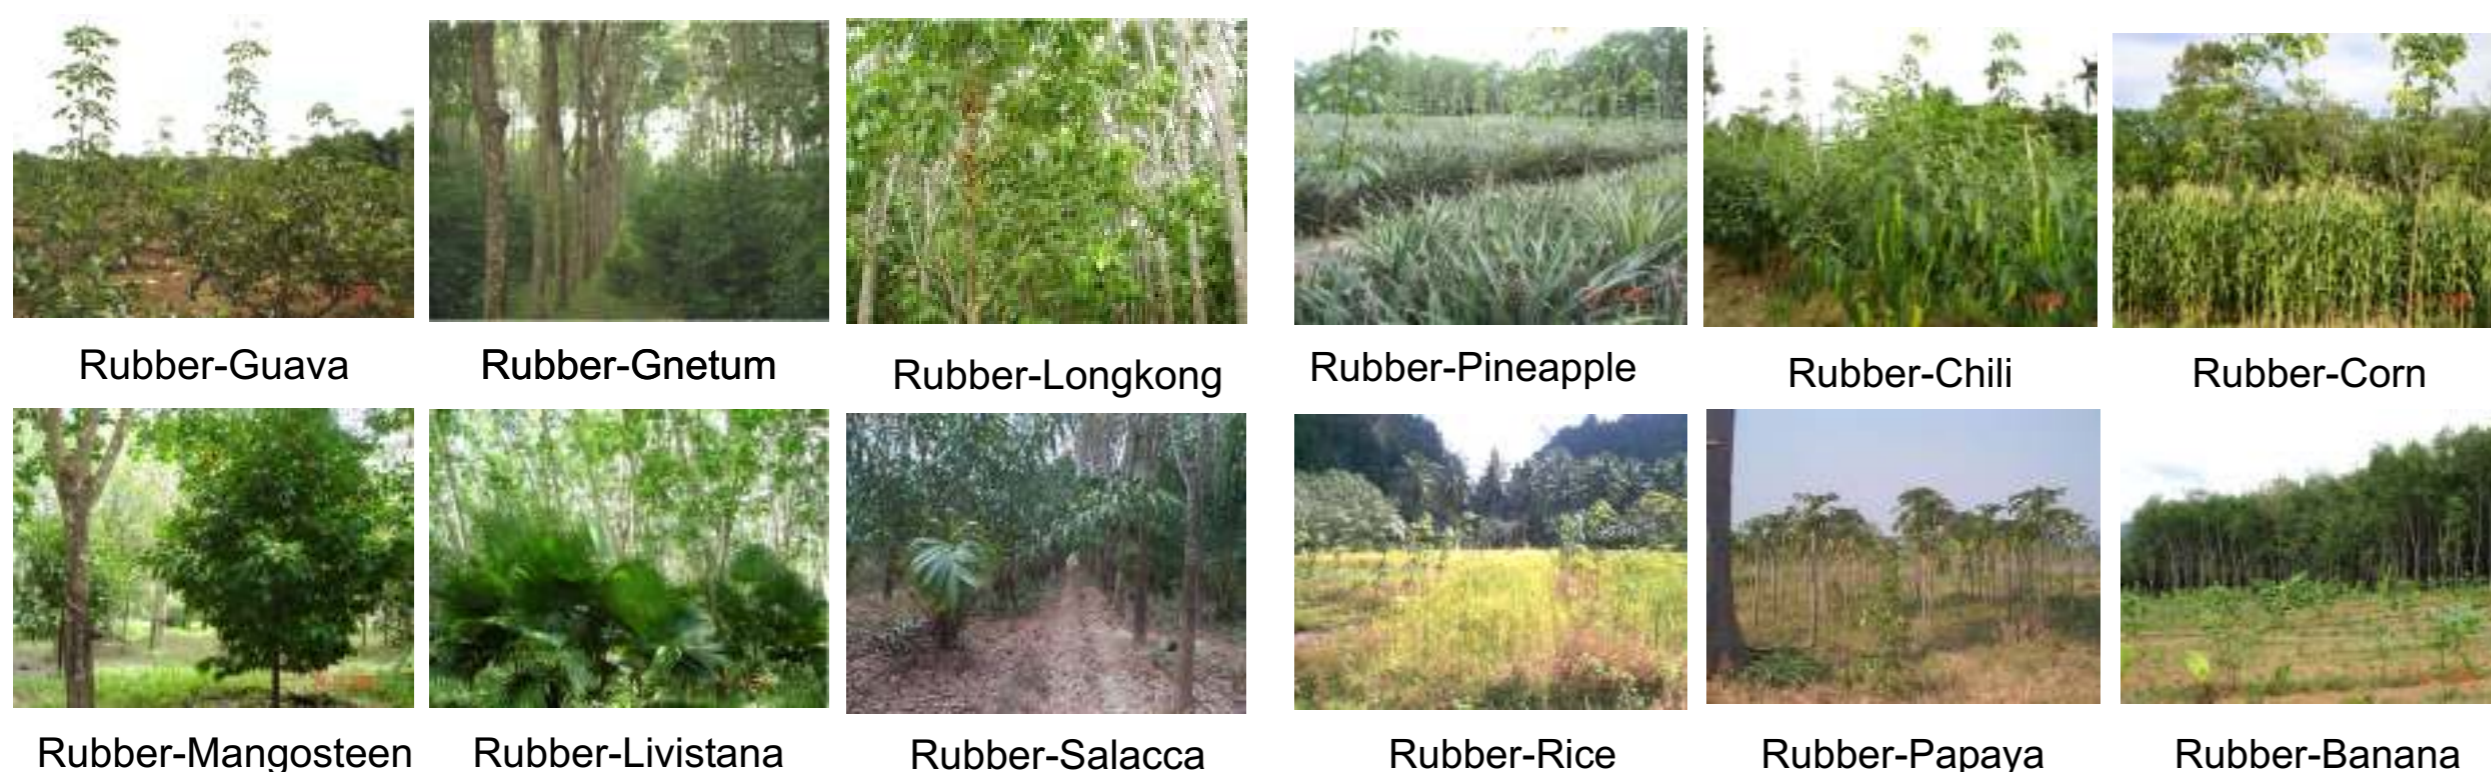 Rubber-Guava
Rubber-Gnetum
Rubber-Longkong
Rubber-Pineapple
Rubber-Chili
Rubber-Corn
Rubber-Mangosteen
Rubber-Livistana
Rubber-Salacca
Rubber-Rice
Rubber-Papaya
Rubber-Banana